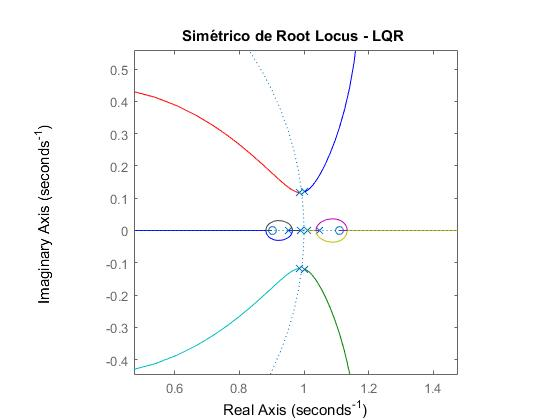 Simétrico de Root Locus - LQR
0.5
0.4
0.3
0.2
0.1
0
-0.1
-0.2
-0.3
-0.4
Imaginary Axis (seconds⁻¹)
0.6 0.8 1 1.2 1.4
Real Axis (seconds⁻¹)